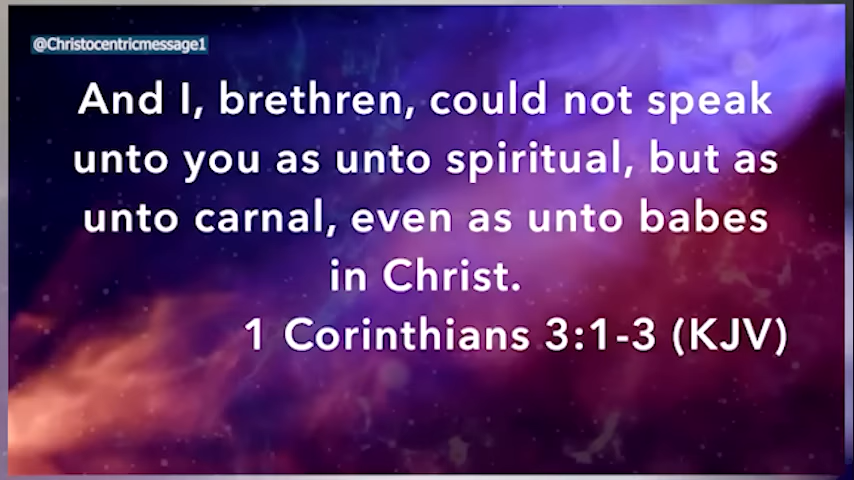 @Christocentricmessage1
And I, brethren, could not speak
unto you as unto spiritual, but as
unto carnal, even as unto babes
in Christ.
1 Corinthians 3:1-3 (KJV)